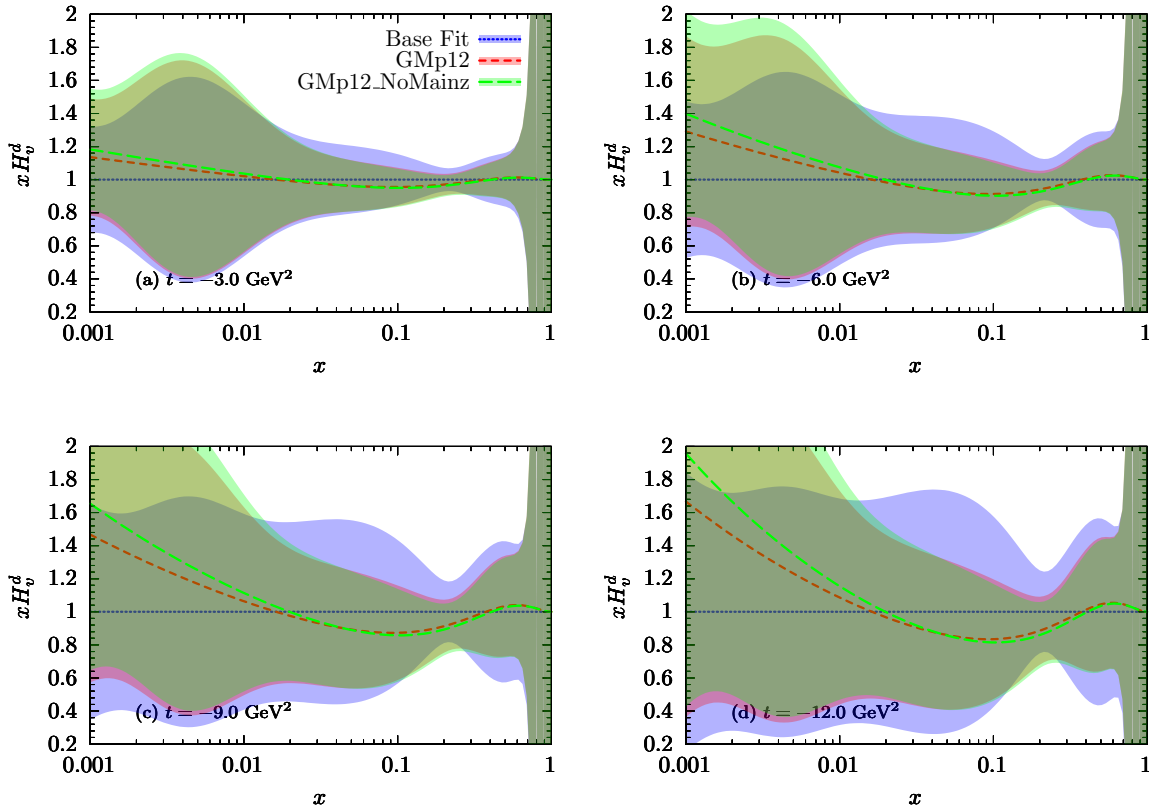 2
1.8
1.6
1.4
1.2
1
0.8
0.6
0.4
0.2
0.001 0.01 0.1 1
x
xH_v^d
Base Fit
GMp12
GMp12_NoMainz
(a) t = −3.0 GeV²
2
1.8
1.6
1.4
1.2
1
0.8
0.6
0.4
0.2
0.001 0.01 0.1 1
x
xH_v^d
(b) t = −6.0 GeV²
2
1.8
1.6
1.4
1.2
1
0.8
0.6
0.4
0.2
0.001 0.01 0.1 1
x
xH_v^d
(c) t = −9.0 GeV²
2
1.8
1.6
1.4
1.2
1
0.8
0.6
0.4
0.2
0.001 0.01 0.1 1
x
xH_v^d
(d) t = −12.0 GeV²